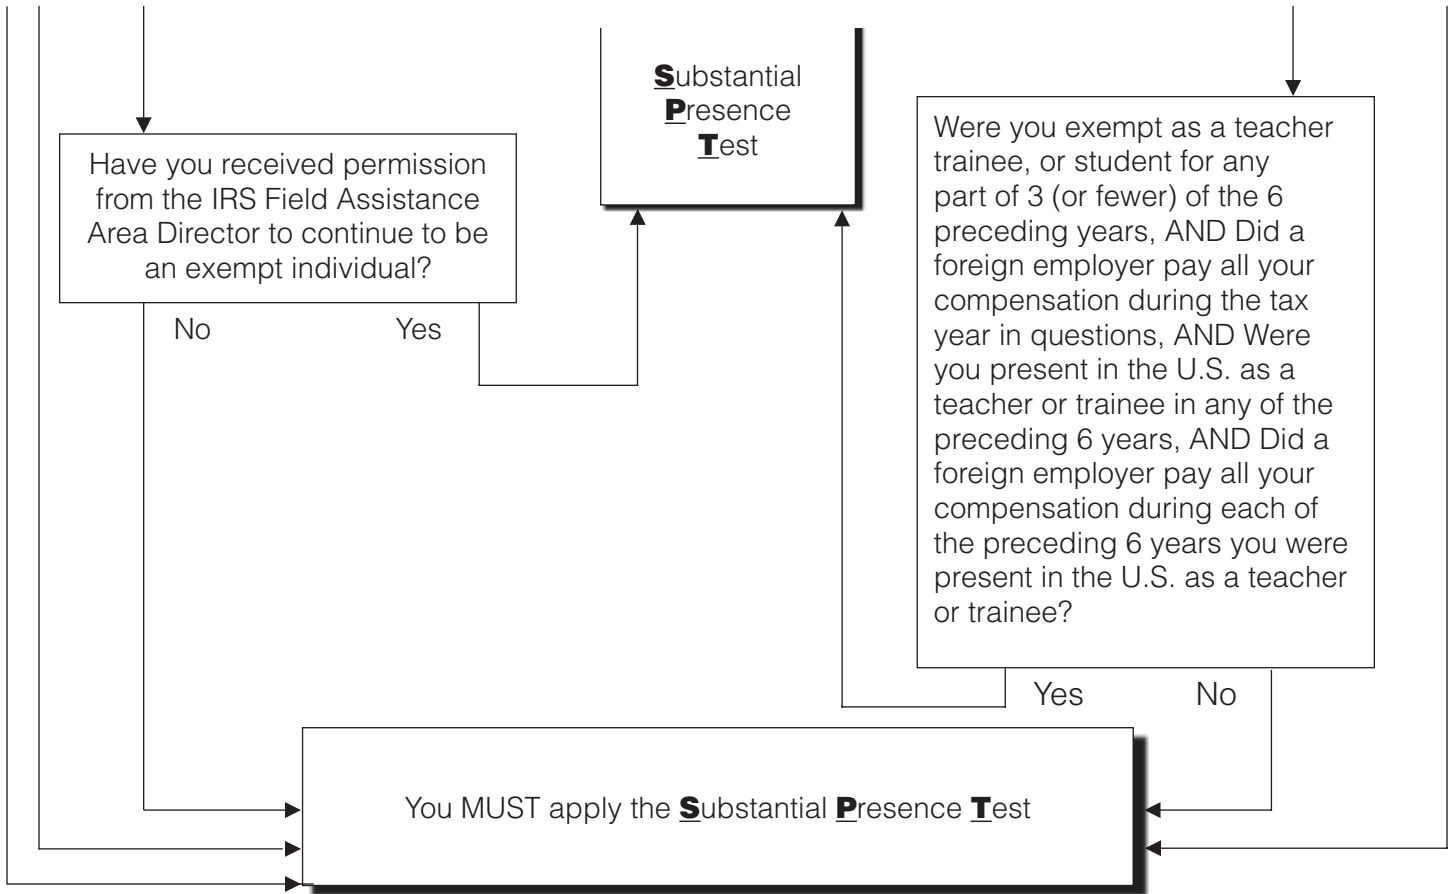 Substantial
Presence
Test
Have you received permission
from the IRS Field Assistance
Area Director to continue to be
an exempt individual?
No
Yes
Were you exempt as a teacher
trainee, or student for any
part of 3 (or fewer) of the 6
preceding years, AND Did a
foreign employer pay all your
compensation during the tax
year in questions, AND Were
you present in the U.S. as a
teacher or trainee in any of the
preceding 6 years, AND Did a
foreign employer pay all your
compensation during each of
the preceding 6 years you were
present in the U.S. as a teacher
or trainee?
Yes
No
You MUST apply the Substantial Presence Test